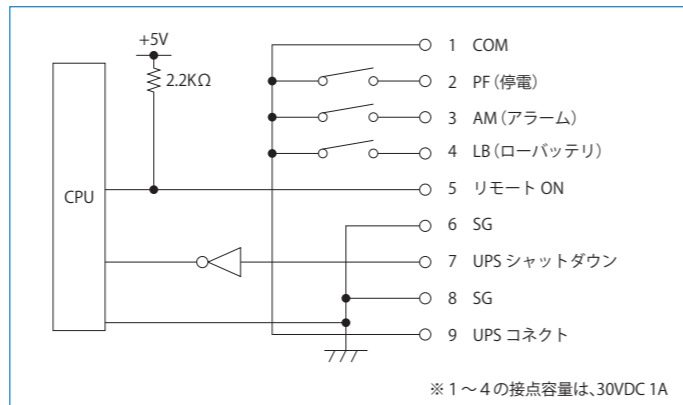 +5V
2.2KΩ
CPU
1 COM
2 PF(停電)
3 AM(アラーム)
4 LB(ローバッテリ)
5 リモート ON
6 SG
7 UPS シャットダウン
8 SG
9 UPS コネクト
※1～4の接点容量は、30VDC 1A